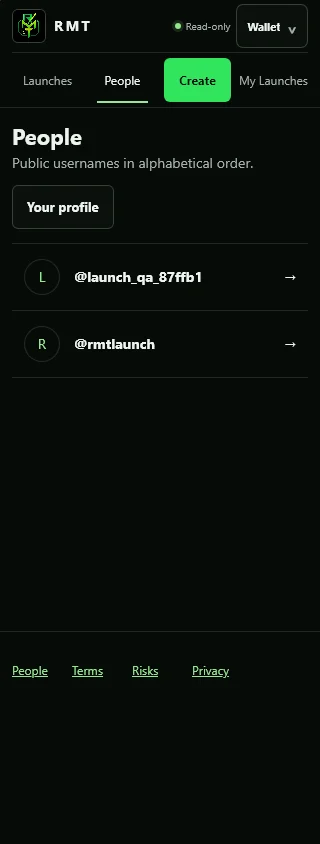 RMT
Read-only
Wallet
Launches People Create My Launches
People
Public usernames in alphabetical order.
Your profile
L @launch_qa_87ffb1 →
R @rmtlaunch →
People Terms Risks Privacy